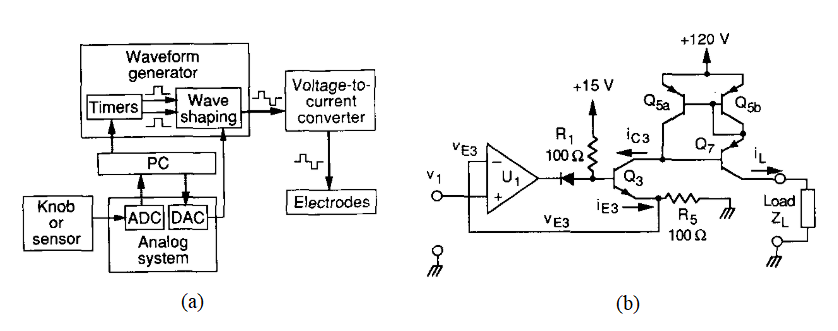 Waveform
generator
Timers
Wave
shaping
Voltage-to-
current
converter
PC
Knob
or
sensor
ADC
DAC
Analog
system
Electrodes
(a)
+120 V
+15 V
Q5a
Q5b
R1
100 Ω
iC3
Q7
iL
vE3
v1
−
+
U1
Q3
iE3
vE3
R5
100 Ω
Load
ZL
(b)